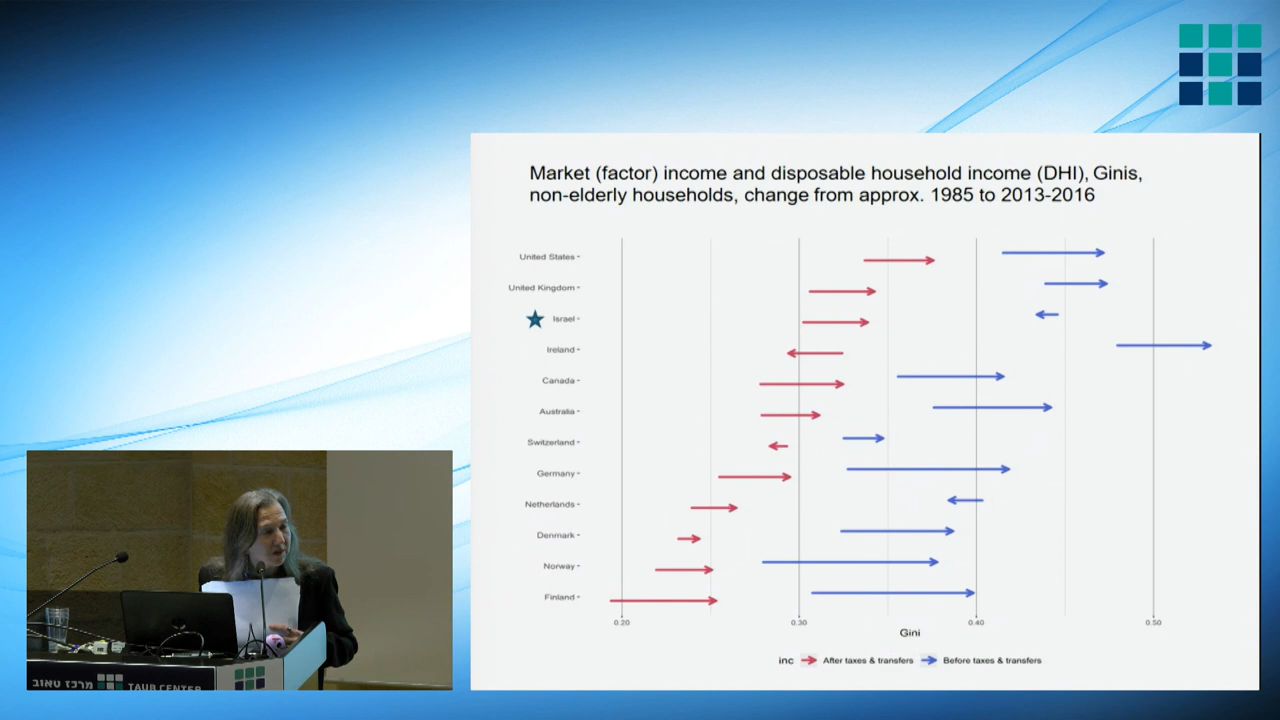 Market (factor) income and disposable household income (DHI), Ginis,
non-elderly households, change from approx. 1985 to 2013-2016
United States
United Kingdom
Israel
Ireland
Canada
Australia
Switzerland
Germany
Netherlands
Denmark
Norway
Finland
0.20 0.30 0.40 0.50
Gini
inc After taxes & transfers Before taxes & transfers
מרכז טאוב TAUB CENTER